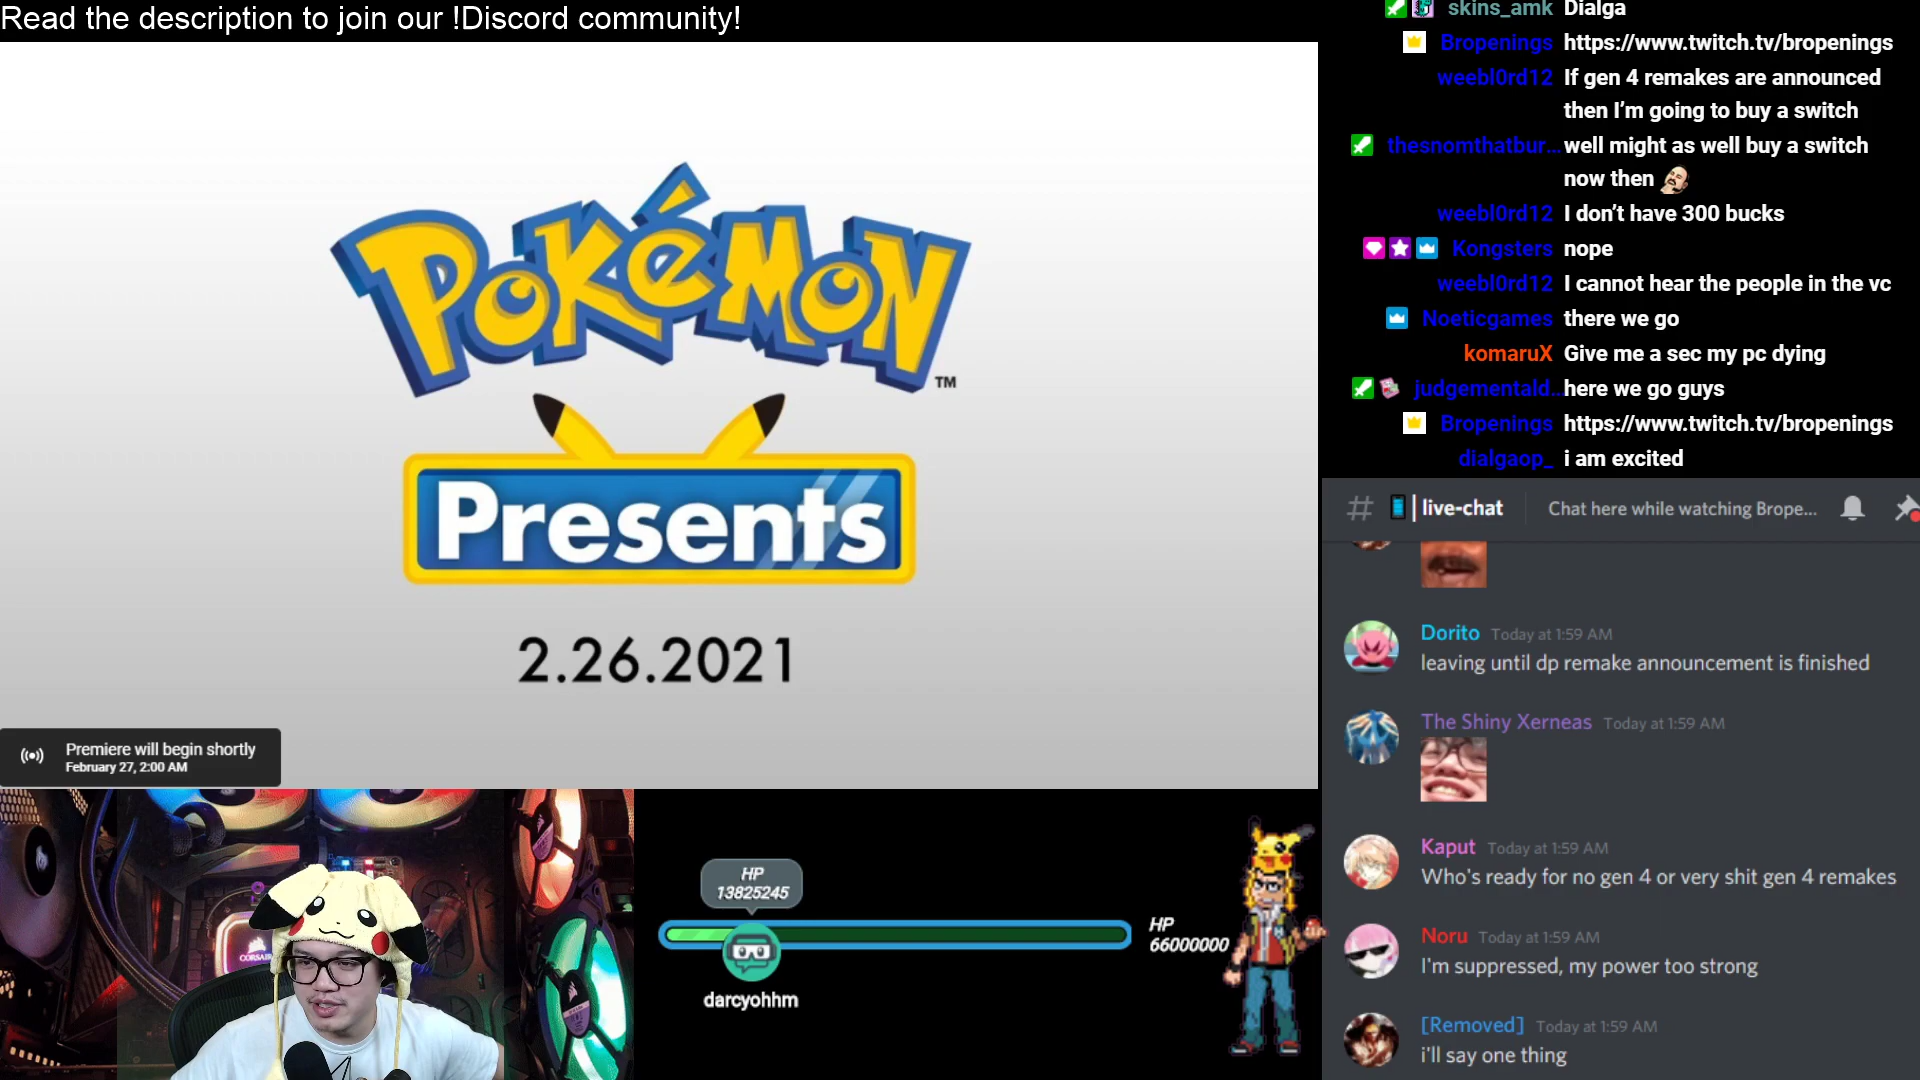 Read the description to join our !Discord community!
POKéMON
TM
Presents
2.26.2021
Premiere will begin shortly
February 27, 2:00 AM
CORSAIR
HP
13825245
HP
66000000
darcyohhm
skins_amk Dialga
Bropenings https://www.twitch.tv/bropenings
weebl0rd12 If gen 4 remakes are announced
then I’m going to buy a switch
thesnomthatbur... well might as well buy a switch
now then
weebl0rd12 I don’t have 300 bucks
Kongsters nope
weebl0rd12 I cannot hear the people in the vc
Noeticgames there we go
komaruX Give me a sec my pc dying
judgementald... here we go guys
Bropenings https://www.twitch.tv/bropenings
dialgaop_ i am excited
# | live-chat Chat here while watching Brope...
Dorito Today at 1:59 AM
leaving until dp remake announcement is finished
The Shiny Xerneas Today at 1:59 AM
Kaput Today at 1:59 AM
Who's ready for no gen 4 or very shit gen 4 remakes
Noru Today at 1:59 AM
I'm suppressed, my power too strong
[Removed] Today at 1:59 AM
i'll say one thing